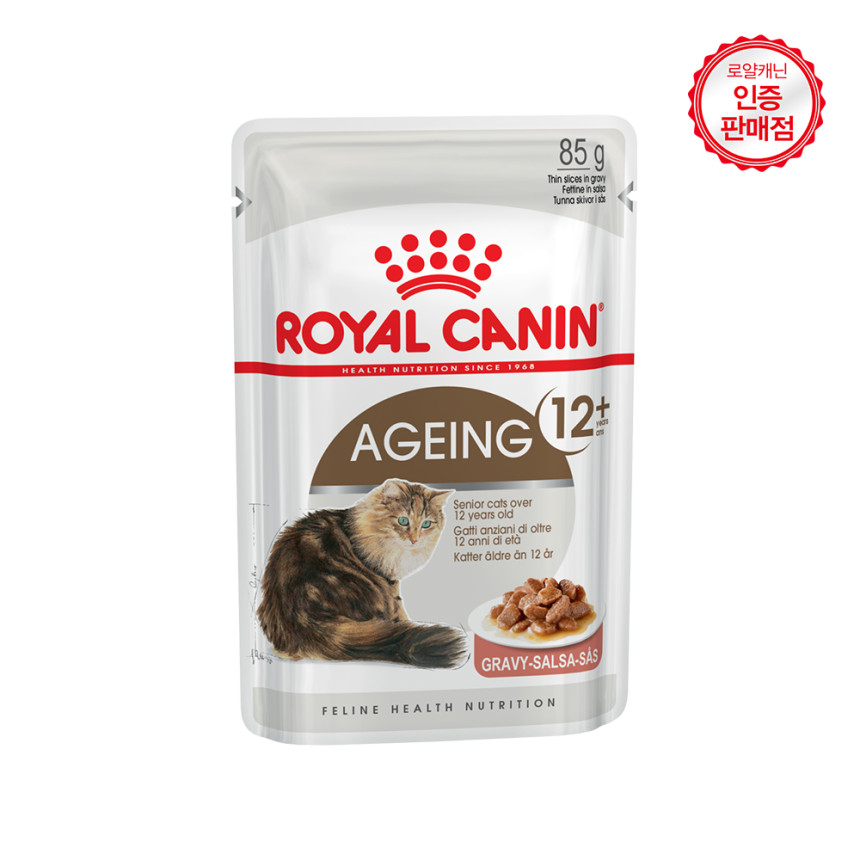 로얄캐닌
인증
판매점
85 g
Thin slices in gravy
Fettine in salsa
Tunna skivor i sås
ROYAL CANIN®
HEALTH NUTRITION SINCE 1968
AGEING 12+
years
ans
Senior cats over
12 years old
Gatti anziani di oltre
12 anni di età
Katter äldre än 12 år
GRAVY-SALSA-SÅS
FELINE HEALTH NUTRITION